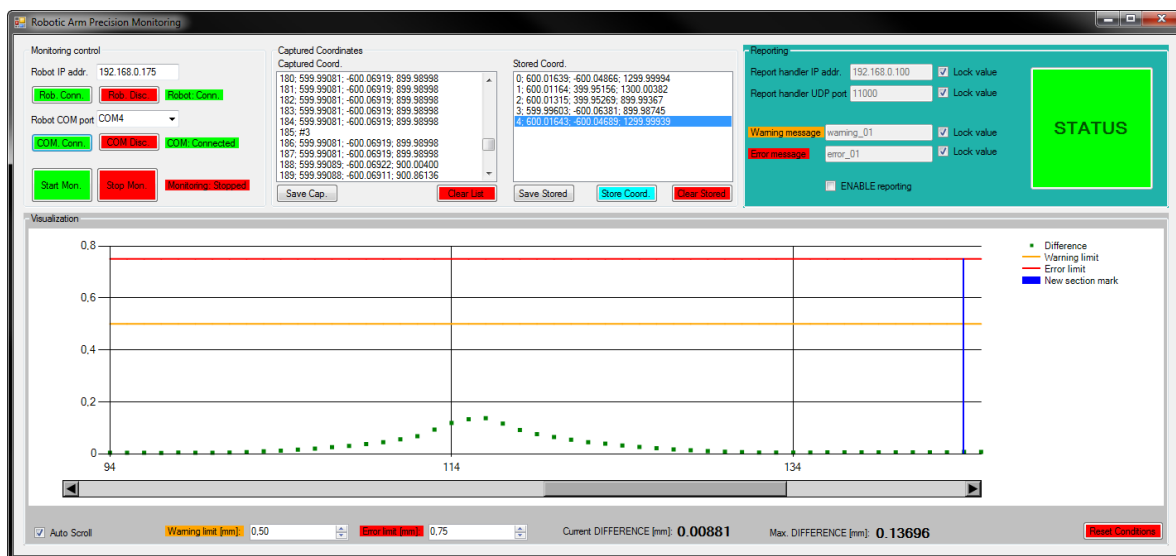 Robotic Arm Precision Monitoring
Monitoring control
Robot IP addr. 192.168.0.175
Rob. Conn. Rob. Disc. Robot: Conn.
Robot COM port COM4
COM. Conn. COM Disc. COM: Connected
Start Mon. Stop Mon. Monitoring: Stopped
Captured Coordinates
Captured Coord.
180; 599.99081; -600.06919; 899.98998
181; 599.99081; -600.06919; 899.98998
182; 599.99081; -600.06919; 899.98998
183; 599.99081; -600.06919; 899.98998
184; 599.99081; -600.06919; 899.98998
185; #3
186; 599.99081; -600.06919; 899.98998
187; 599.99081; -600.06919; 899.98998
188; 599.99089; -600.06922; 900.00400
189; 599.99088; -600.06911; 900.86136
Save Cap. Clear List
Stored Coord.
0; 600.01639; -600.04866; 1299.99994
1; 600.01164; 399.95156; 1300.00382
2; 600.01315; 399.95269; 899.99367
3; 599.99603; -600.06381; 899.98745
4; 600.01643; -600.04689; 1299.99939
Save Stored Store Coord. Clear Stored
Reporting
Report handler IP addr. 192.168.0.100 Lock value
Report handler UDP port 11000 Lock value
Warning message warning_01 Lock value
Error message error_01 Lock value
ENABLE reporting
STATUS
Visualization
0,8
0,6
0,4
0,2
0
94 114 134
Difference
Warning limit
Error limit
New section mark
Auto Scroll Warning limit [mm]: 0,50 Error limit [mm]: 0,75 Current DIFFERENCE [mm]: 0.00881 Max. DIFFERENCE [mm]: 0.13696 Reset Conditions